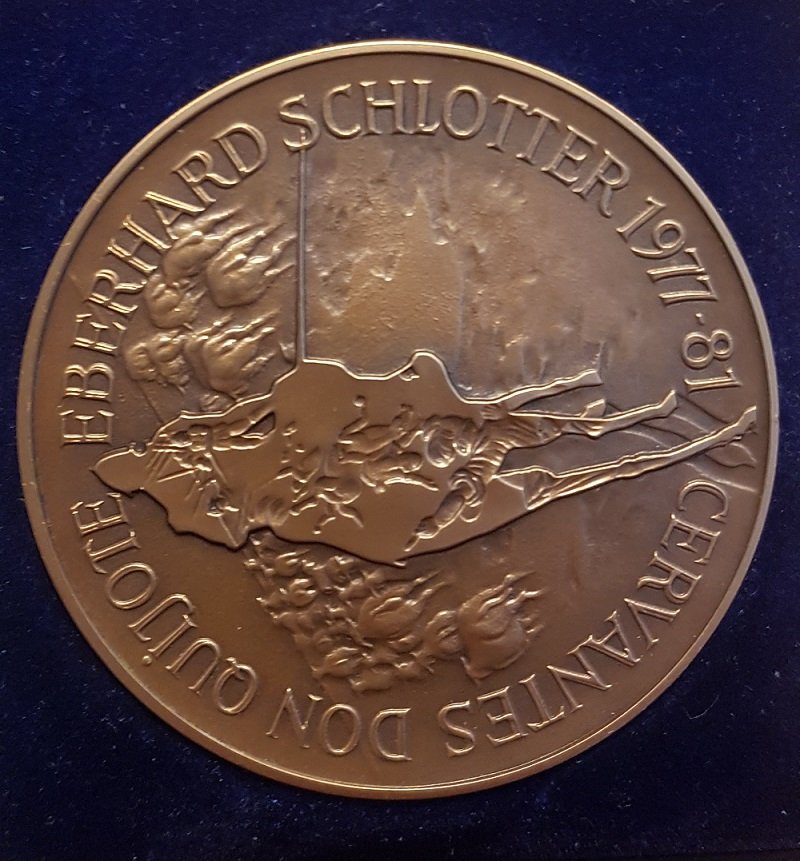 EBERHARD SCHLOTTER 1977-81
CERVANTES DON QUIJOTE